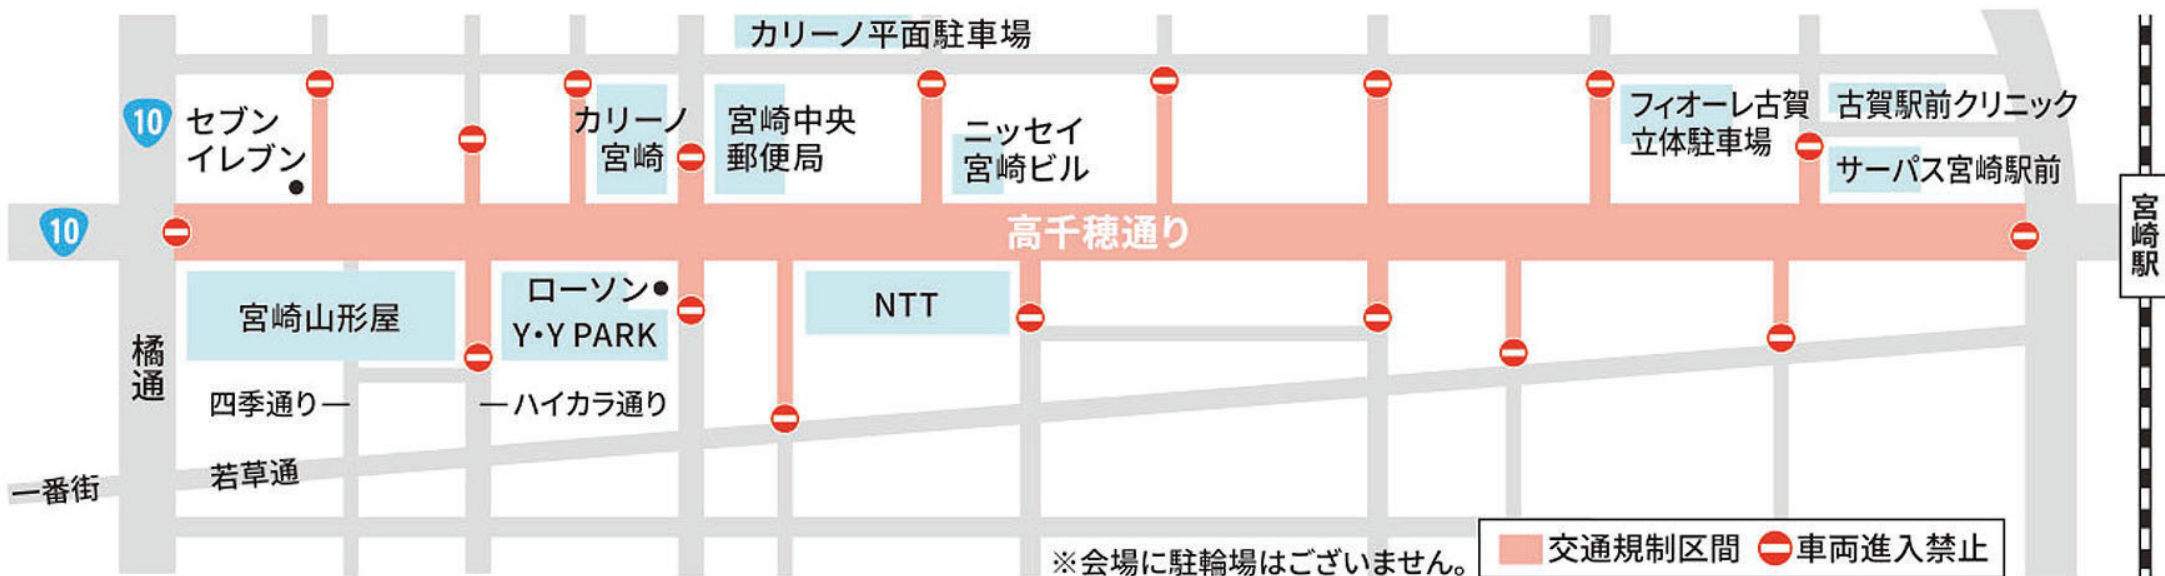 カリーノ平面駐車場
10
セブン
イレブン
カリーノ
宮崎
宮崎中央
郵便局
ニッセイ
宮崎ビル
フィオーレ古賀
立体駐車場
古賀駅前クリニック
サーパス宮崎駅前
10
高千穂通り
宮崎駅
宮崎山形屋
ローソン
Y・Y PARK
NTT
橘通
四季通り
ハイカラ通り
若草通
一番街
※会場に駐輪場はございません。
交通規制区間
車両進入禁止